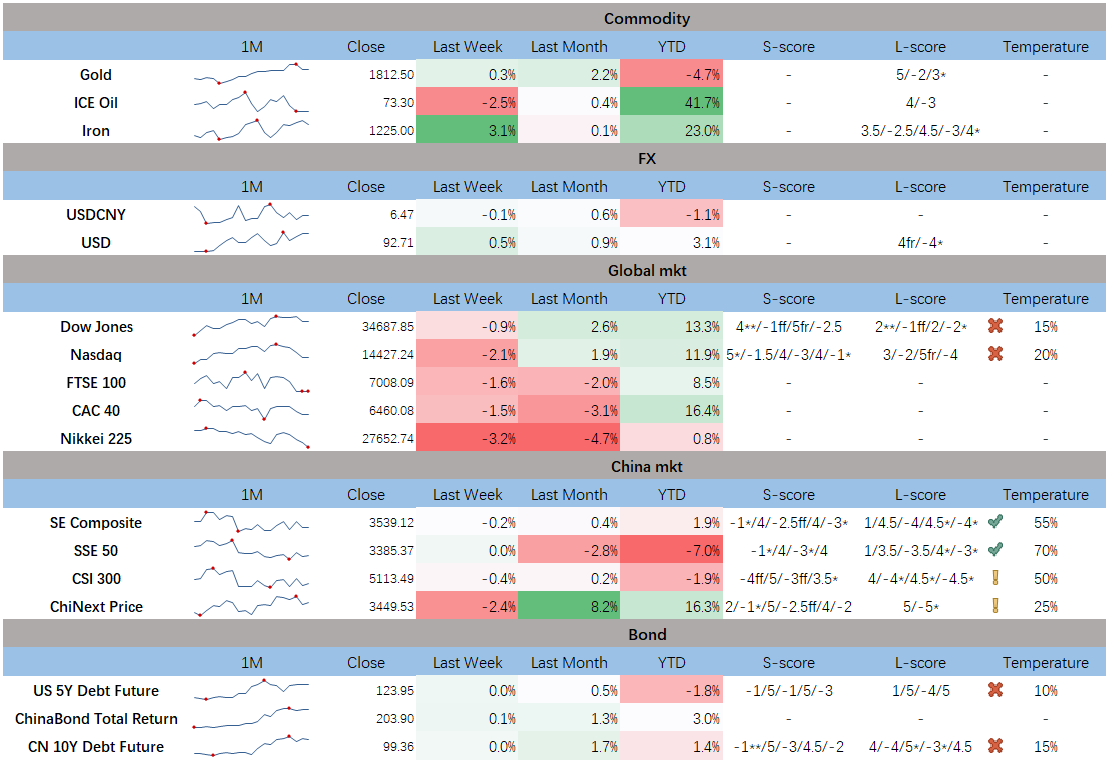 Commodity
1M Close Last Week Last Month YTD S-score L-score Temperature
Gold 1812.50 0.3% 2.2% -4.7% - 5/-2/3* -
ICE Oil 73.30 -2.5% 0.4% 41.7% - 4/-3 -
Iron 1225.00 3.1% 0.1% 23.0% - 3.5/-2.5/4.5/-3/4* -
FX
1M Close Last Week Last Month YTD S-score L-score Temperature
USDCNY 6.47 -0.1% 0.6% -1.1% - - -
USD 92.71 0.5% 0.9% 3.1% - 4fr/-4* -
Global mkt
1M Close Last Week Last Month YTD S-score L-score Temperature
Dow Jones 34687.85 -0.9% 2.6% 13.3% 4**/-1ff/5fr/-2.5 2**/-1ff/2/-2* 15%
Nasdaq 14427.24 -2.1% 1.9% 11.9% 5*/-1.5/4/-3/4/-1* 3/-2/5fr/-4 20%
FTSE 100 7008.09 -1.6% -2.0% 8.5% - - -
CAC 40 6460.08 -1.5% -3.1% 16.4% - - -
Nikkei 225 27652.74 -3.2% -4.7% 0.8% - - -
China mkt
1M Close Last Week Last Month YTD S-score L-score Temperature
SE Composite 3539.12 -0.2% 0.4% 1.9% -1*/4/-2.5ff/4/-3* 1/4.5/-4/4.5*/-4* 55%
SSE 50 3385.37 0.0% -2.8% -7.0% -1*/4/-3*/4 1/3.5/-3.5/4*/-3* 70%
CSI 300 5113.49 -0.4% 0.2% -1.9% -4ff/5/-3ff/3.5* 4/-4*/4.5*/-4.5* 50%
ChiNext Price 3449.53 -2.4% 8.2% 16.3% 2/-1*/5/-2.5ff/4/-2 5/-5* 25%
Bond
1M Close Last Week Last Month YTD S-score L-score Temperature
US 5Y Debt Future 123.95 0.0% 0.5% -1.8% -1/5/-1/5/-3 1/5/-4/5 10%
ChinaBond Total Return 203.90 0.1% 1.3% 3.0% - - -
CN 10Y Debt Future 99.36 0.0% 1.7% 1.4% -1**/5/-3/4.5/-2 4/-4/5*/-3*/4.5 15%